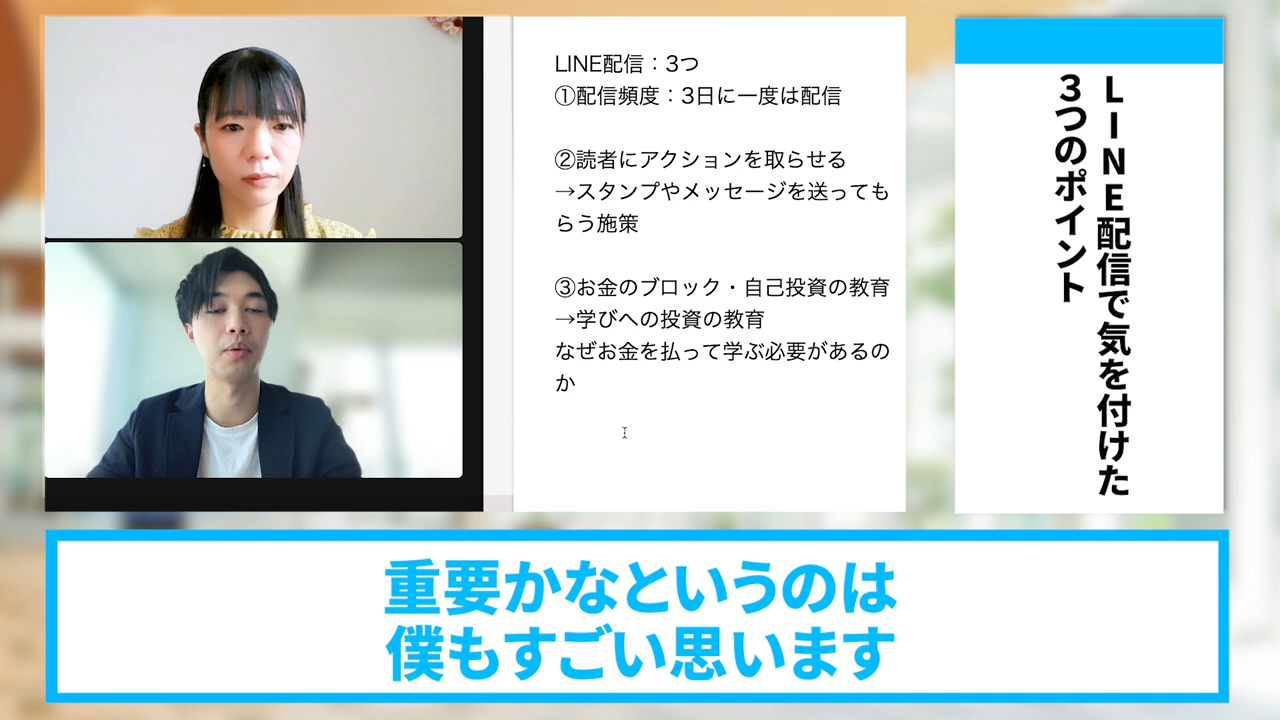 LINE配信：3つ
①配信頻度：3日に一度は配信
②読者にアクションを取らせる
→スタンプやメッセージを送っても
らう施策
③お金のブロック・自己投資の教育
→学びへの投資の教育
なぜお金を払って学ぶ必要があるの
か
LINE配信で気を付けた
3つのポイント
重要かなというのは
僕もすごい思います